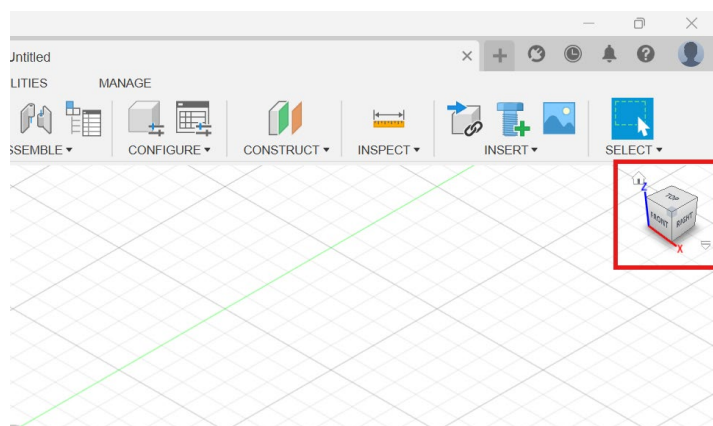 Untitled
LITIES MANAGE
SSEMBLE CONFIGURE CONSTRUCT INSPECT INSERT SELECT
Z
TOP
FRONT RIGHT
X